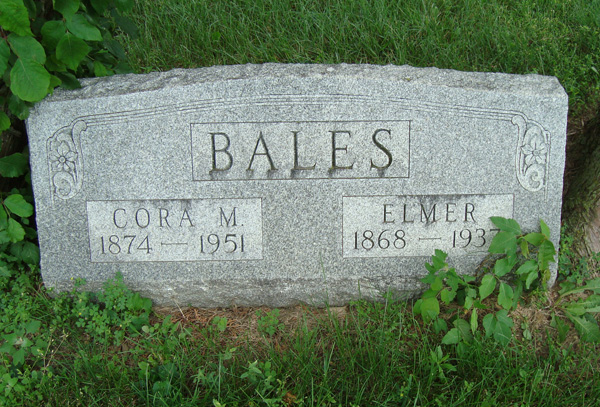 BALES
CORA M.
1874 — 1951
ELMER
1868 — 1937